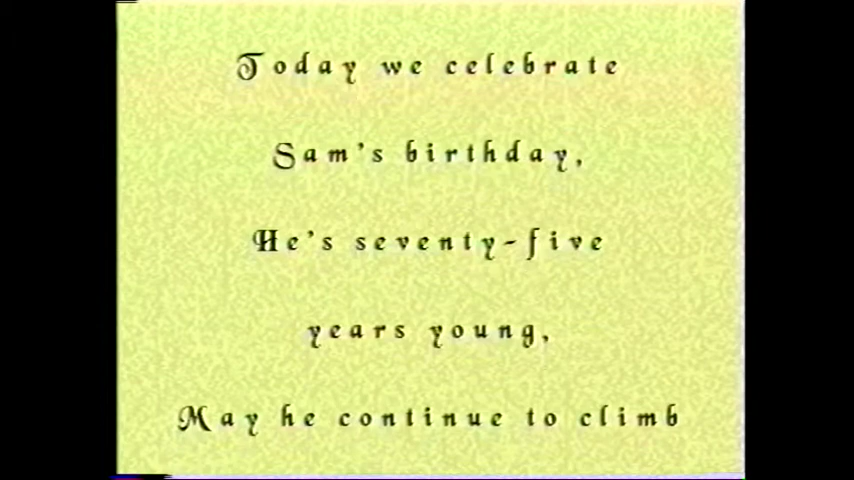 Today we celebrate
Sam's birthday,
He's seventy-five
years young,
May he continue to climb